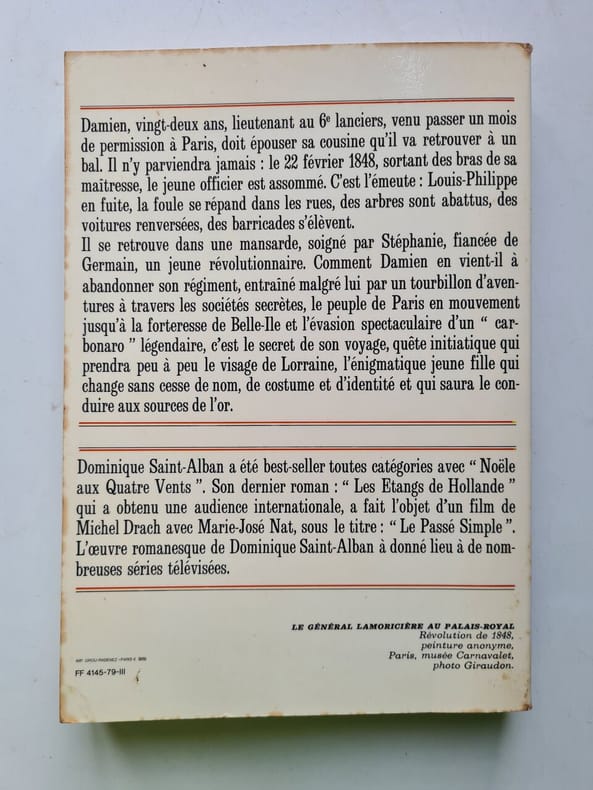 Damien, vingt-deux ans, lieutenant au 6e lanciers, venu passer un mois
de permission à Paris, doit épouser sa cousine qu'il va retrouver à un
bal. Il n'y parviendra jamais : le 22 février 1848, sortant des bras de sa
maîtresse, le jeune officier est assommé. C'est l'émeute : Louis-Philippe
en fuite, la foule se répand dans les rues, des arbres sont abattus, des
voitures renversées, des barricades s'élèvent.
Il se retrouve dans une mansarde, soigné par Stéphanie, fiancée de
Germain, un jeune révolutionnaire. Comment Damien en vient-il à
abandonner son régiment, entraîné malgré lui par un tourbillon d'aven-
tures à travers les sociétés secrètes, le peuple de Paris en mouvement
jusqu'à la forteresse de Belle-Ile et l'évasion spectaculaire d'un “ car-
bonaro ” légendaire, c'est le secret de son voyage, quête initiatique qui
prendra peu à peu le visage de Lorraine, l'énigmatique jeune fille qui
change sans cesse de nom, de costume et d'identité et qui saura le con-
duire aux sources de l'or.
Dominique Saint-Alban a été best-seller toutes catégories avec “ Noële
aux Quatre Vents ”. Son dernier roman : “ Les Etangs de Hollande ”
qui a obtenu une audience internationale, a fait l'objet d'un film de
Michel Drach avec Marie-José Nat, sous le titre : “ Le Passé Simple ”.
L'œuvre romanesque de Dominique Saint-Alban à donné lieu à de nom-
breuses séries télévisées.
LE GÉNÉRAL LAMORICIÈRE AU PALAIS-ROYAL
Révolution de 1848,
peinture anonyme,
Paris, musée Carnavalet,
photo Giraudon.
FF 4145-79-III